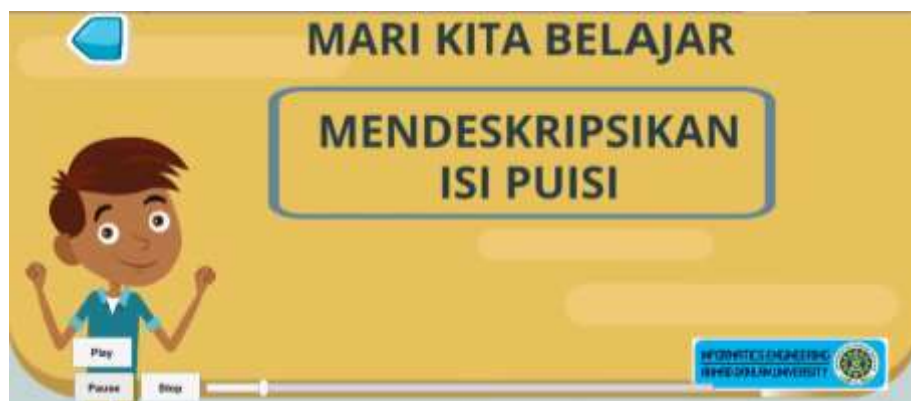 MARI KITA BELAJAR
MENDESKRIPSIKAN
ISI PUISI
Play
INFORMATICS ENGINEERING
AHMAD DAHLAN UNIVERSITY
Pause Stop